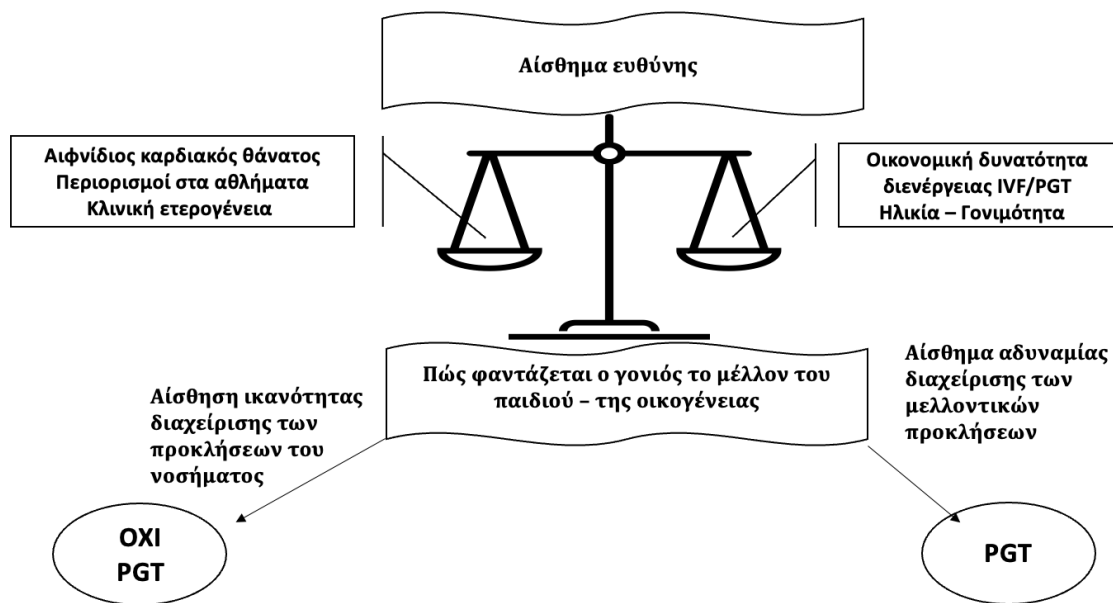 Αίσθημα ευθύνης
Αιφνίδιος καρδιακός θάνατος
Περιορισμοί στα αθλήματα
Κλινική ετερογένεια
Οικονομική δυνατότητα
διενέργειας IVF/PGT
Ηλικία – Γονιμότητα
Πώς φαντάζεται ο γονιός το μέλλον του
παιδιού – της οικογένειας
Αίσθηση ικανότητας
διαχείρισης των
προκλήσεων του
νοσήματος
Αίσθημα αδυναμίας
διαχείρισης των
μελλοντικών
προκλήσεων
ΟΧΙ
PGT
PGT